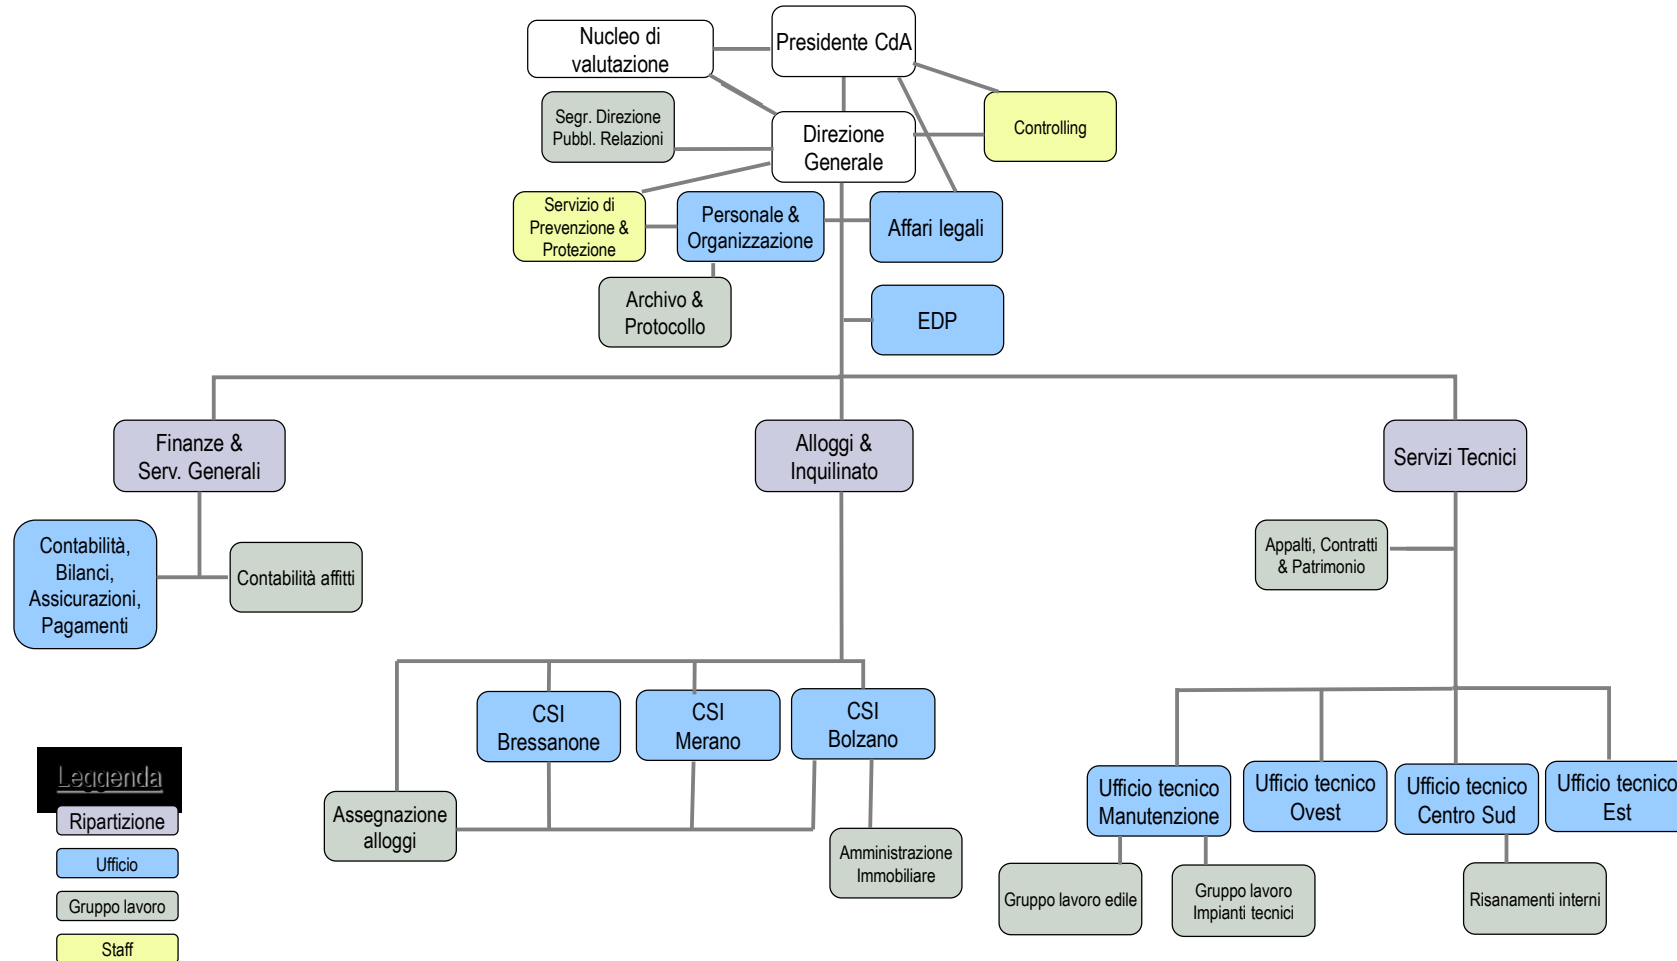 Nucleo di
valutazione
Presidente CdA
Segr. Direzione
Pubbl. Relazioni
Direzione
Generale
Controlling
Servizio di
Prevenzione &
Protezione
Personale &
Organizzazione
Affari legali
Archivo &
Protocollo
EDP
Finanze &
Serv. Generali
Alloggi &
Inquilinato
Servizi Tecnici
Contabilità,
Bilanci,
Assicurazioni,
Pagamenti
Contabilità affitti
Appalti, Contratti
& Patrimonio
CSI
Bressanone
CSI
Merano
CSI
Bolzano
Assegnazione
alloggi
Amministrazione
Immobiliare
Ufficio tecnico
Manutenzione
Ufficio tecnico
Ovest
Ufficio tecnico
Centro Sud
Ufficio tecnico
Est
Gruppo lavoro edile
Gruppo lavoro
Impianti tecnici
Risanamenti interni
Leggenda
Ripartizione
Ufficio
Gruppo lavoro
Staff